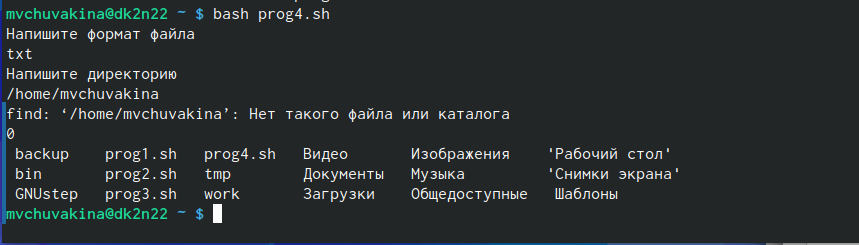 mvchuvakina@dk2n22 ~ $ bash prog4.sh
Напишите формат файла
txt
Напишите директорию
/home/mvchuvakina
find: ‘/home/mvchuvakina’: Нет такого файла или каталога
0
backup prog1.sh prog4.sh Видео Изображения 'Рабочий стол'
bin prog2.sh tmp Документы Музыка 'Снимки экрана'
GNUstep prog3.sh work Загрузки Общедоступные Шаблоны
mvchuvakina@dk2n22 ~ $